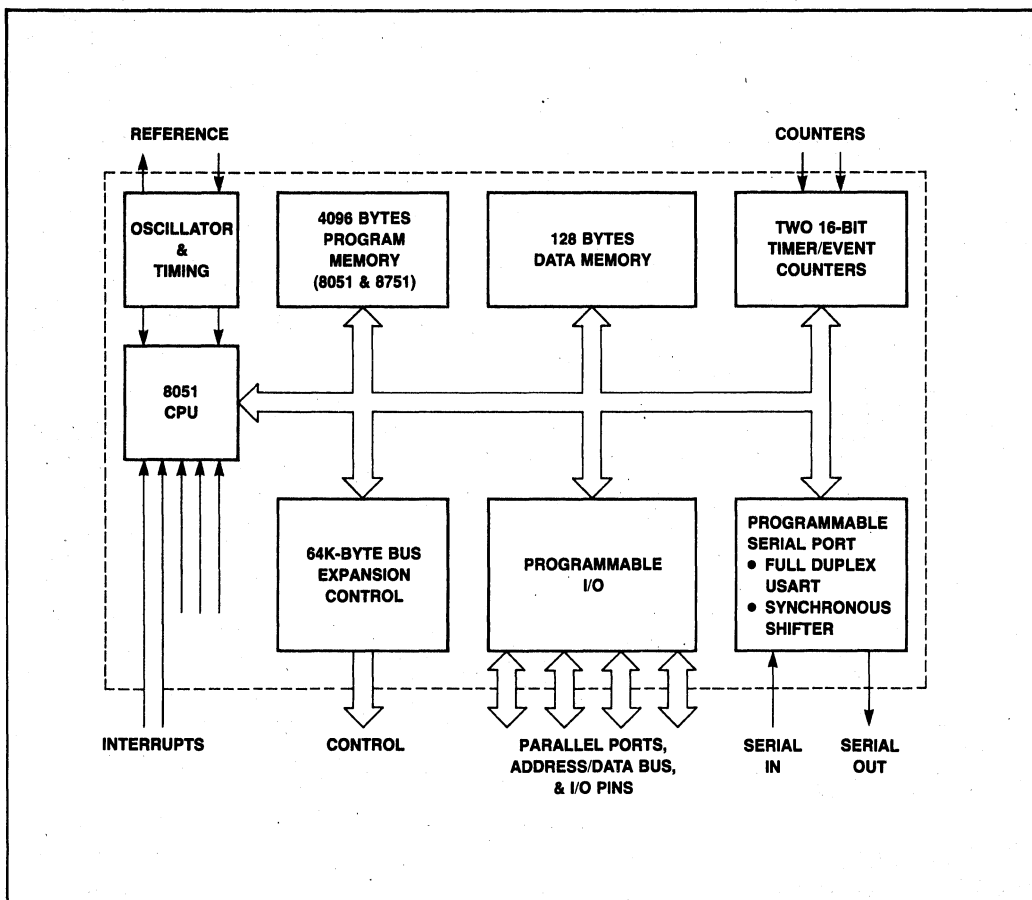 REFERENCE
COUNTERS
OSCILLATOR
&
TIMING
4096 BYTES
PROGRAM
MEMORY
(8051 & 8751)
128 BYTES
DATA MEMORY
TWO 16-BIT
TIMER/EVENT
COUNTERS
8051
CPU
64K-BYTE BUS
EXPANSION
CONTROL
PROGRAMMABLE
I/O
PROGRAMMABLE
SERIAL PORT
• FULL DUPLEX
USART
• SYNCHRONOUS
SHIFTER
INTERRUPTS
CONTROL
PARALLEL PORTS,
ADDRESS/DATA BUS,
& I/O PINS
SERIAL
IN
SERIAL
OUT